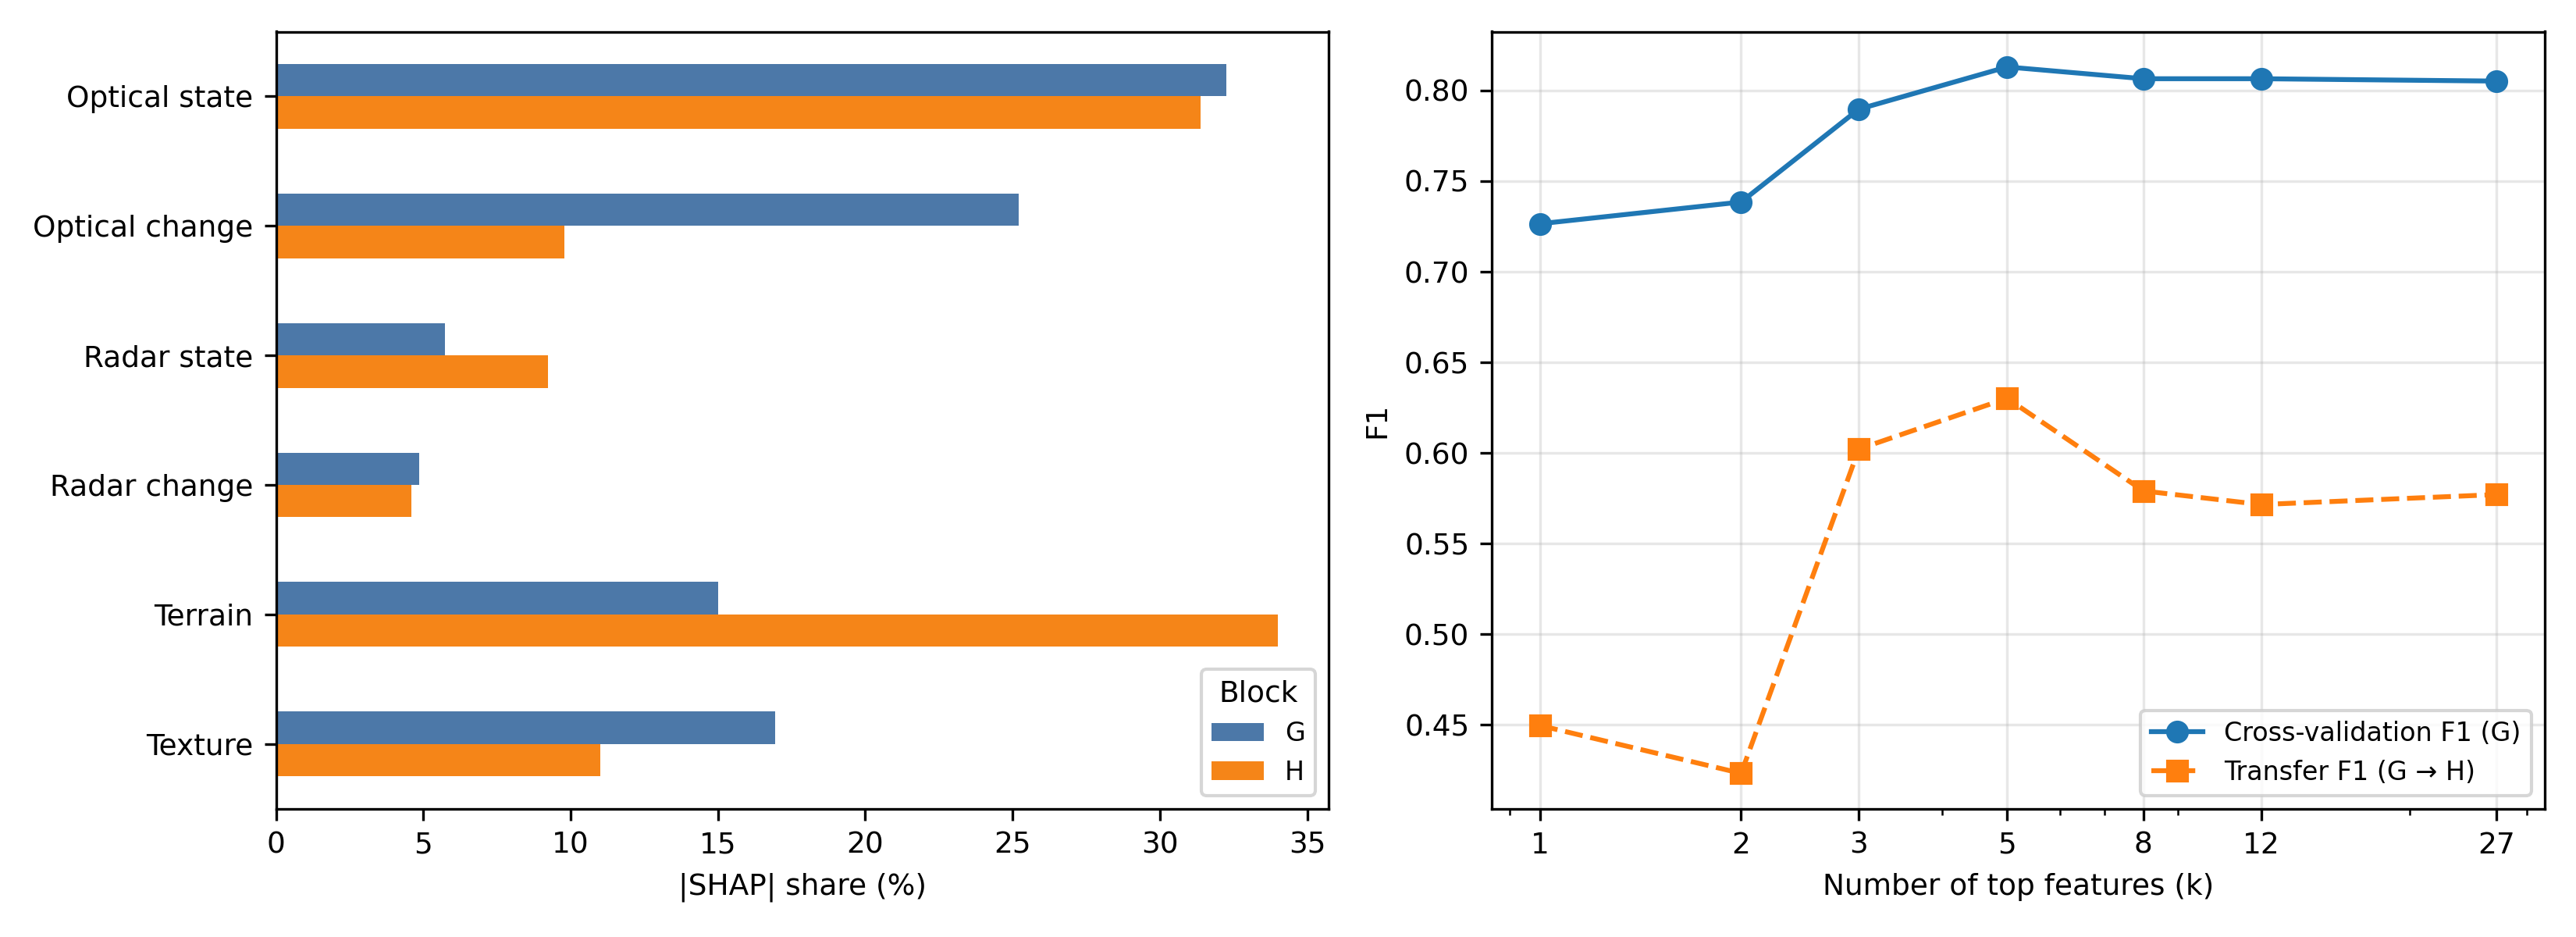 Optical state
Optical change
Radar state
Radar change
Terrain
Texture
0 5 10 15 20 25 30 35
|SHAP| share (%)
Block
G
H
F1
0.80
0.75
0.70
0.65
0.60
0.55
0.50
0.45
1 2 3 5 8 12 27
Number of top features (k)
Cross-validation F1 (G)
Transfer F1 (G → H)